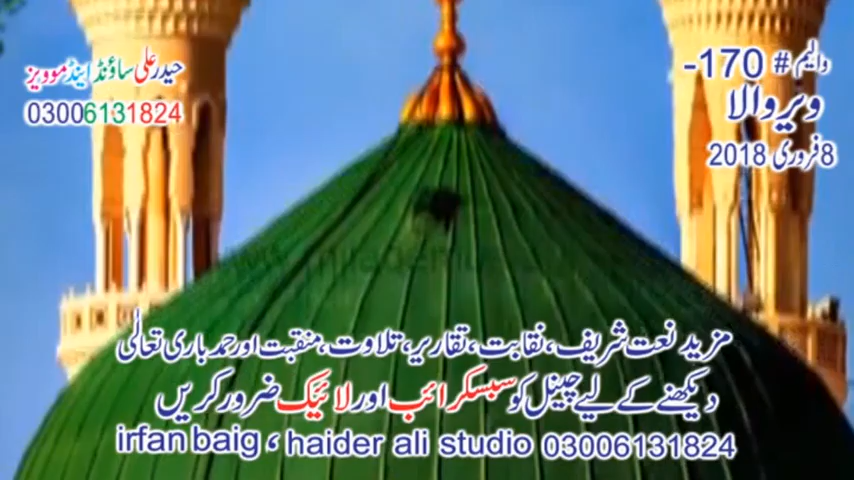 حیدر علی ساؤنڈ اینڈ موویز
03006131824
والیم # 170-
ویروالا
8 فروری 2018
مزید نعت شریف، نقابت، تقاریر، تلاوت، منقبت اور حمد باری تعالٰی
دیکھنے کے لیے چینل کو سبسکرائب اور لائیک ضرور کریں
irfan baig، haider ali studio 03006131824